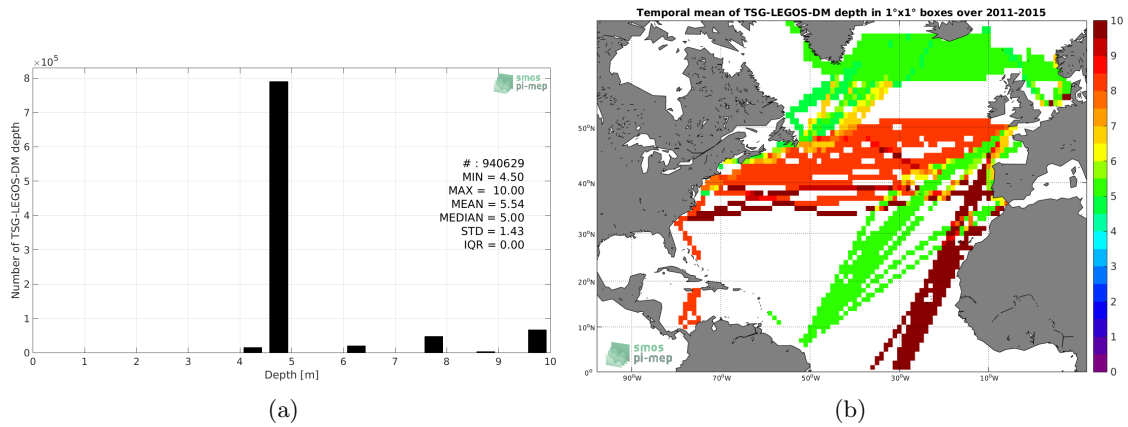 ×10⁵
8
7
6
5
4
3
2
1
0
Number of TSG-LEGOS-DM depth
smos
pi-mep
# : 940629
MIN = 4.50
MAX = 10.00
MEAN = 5.54
MEDIAN = 5.00
STD = 1.43
IQR = 0.00
0 1 2 3 4 5 6 7 8 9 10
Depth [m]
(a)
Temporal mean of TSG-LEGOS-DM depth in 1°x1° boxes over 2011-2015
50°N
40°N
30°N
20°N
10°N
0°
90°W 70°W 50°W 30°W 10°W
smos
pi-mep
10
9
8
7
6
5
4
3
2
1
0
(b)